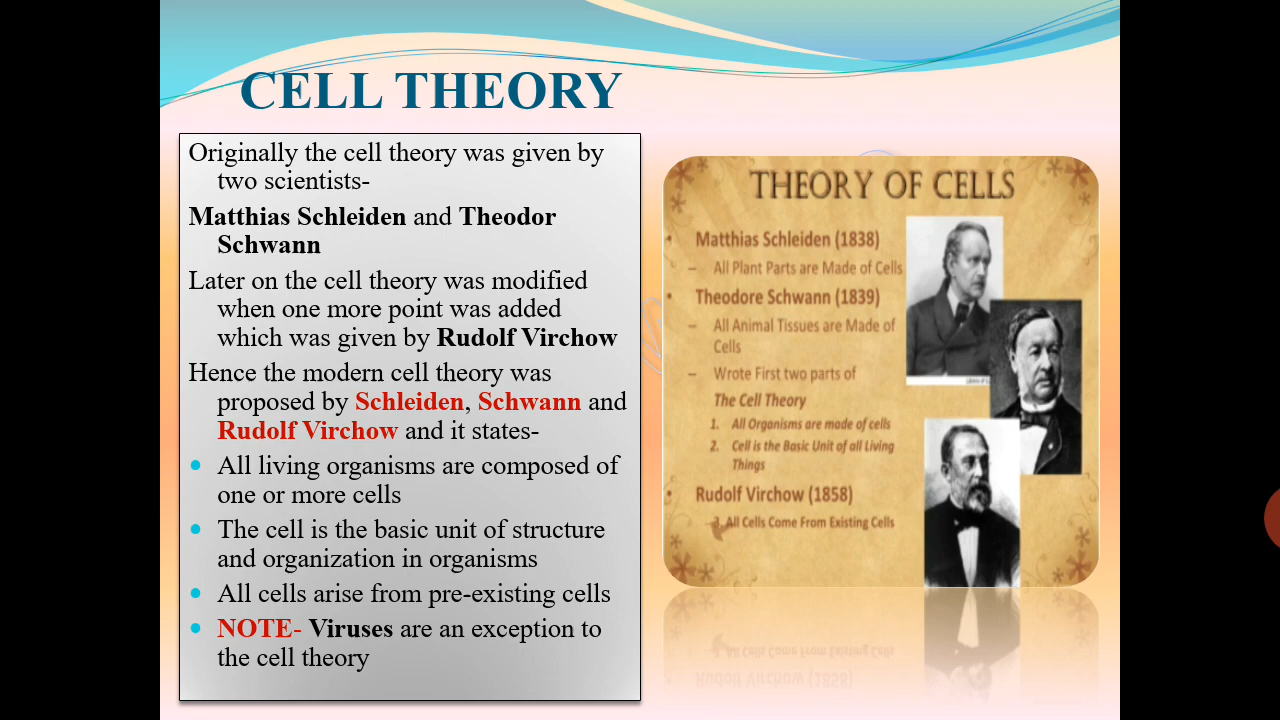 CELL THEORY
Originally the cell theory was given by
two scientists-
Matthias Schleiden and Theodor
Schwann
Later on the cell theory was modified
when one more point was added
which was given by Rudolf Virchow
Hence the modern cell theory was
proposed by Schleiden, Schwann and
Rudolf Virchow and it states-
• All living organisms are composed of
one or more cells
• The cell is the basic unit of structure
and organization in organisms
• All cells arise from pre-existing cells
• NOTE- Viruses are an exception to
the cell theory
THEORY OF CELLS
• Matthias Schleiden (1838)
– All Plant Parts are Made of Cells
• Theodore Schwann (1839)
– All Animal Tissues are Made of
Cells
– Wrote First two parts of
The Cell Theory
1. All Organisms are made of cells
2. Cell is the Basic Unit of all Living
Things
• Rudolf Virchow (1858)
3. All Cells Come From Existing Cells